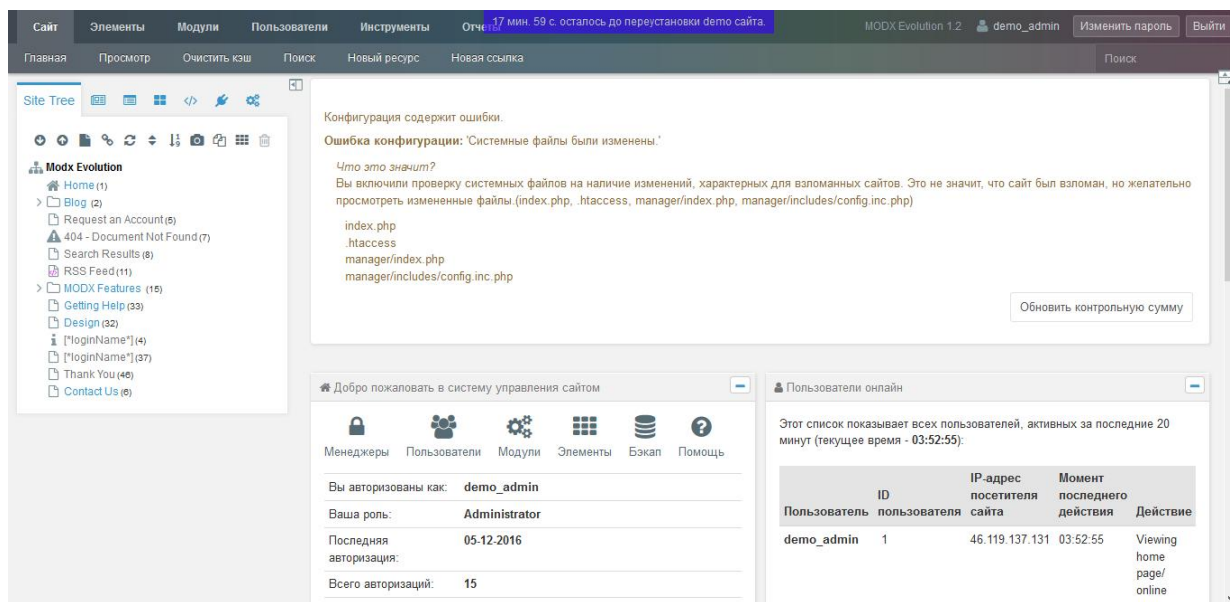 Сайт Элементы Модули Пользователи Инструменты
17 мин. 59 с. осталось до переустановки demo сайта.
MODX Evolution 1.2 demo_admin Изменить пароль Выйти
Главная Просмотр Очистить кэш Поиск Новый ресурс Новая ссылка Поиск
Site Tree
Modx Evolution
Home (1)
Blog (2)
Request an Account (5)
404 - Document Not Found (7)
Search Results (8)
RSS Feed (11)
MODX Features (15)
Getting Help (33)
Design (32)
[*loginName*] (4)
[*loginName*] (37)
Thank You (46)
Contact Us (6)
Конфигурация содержит ошибки.
Ошибка конфигурации: 'Системные файлы были изменены.'
Что это значит?
Вы включили проверку системных файлов на наличие изменений, характерных для взломанных сайтов. Это не значит, что сайт был взломан, но желательно
просмотреть измененные файлы.(index.php, .htaccess, manager/index.php, manager/includes/config.inc.php)
index.php
.htaccess
manager/index.php
manager/includes/config.inc.php
Обновить контрольную сумму
Добро пожаловать в систему управления сайтом
Менеджеры Пользователи Модули Элементы Бэкап Помощь
Вы авторизованы как: demo_admin
Ваша роль: Administrator
Последняя
авторизация: 05-12-2016
Всего авторизаций: 15
Пользователи онлайн
Этот список показывает всех пользователей, активных за последние 20
минут (текущее время - 03:52:55):
Пользователь ID пользователя IP-адрес посетителя сайта Момент последнего действия Действие
demo_admin 1 46.119.137.131 03:52:55 Viewing
home
page/
online